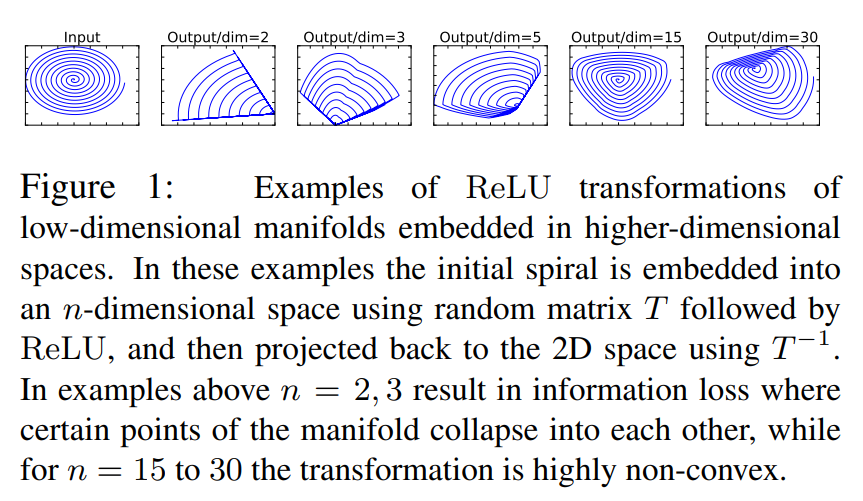 Input Output/dim=2 Output/dim=3 Output/dim=5 Output/dim=15 Output/dim=30
Figure 1: Examples of ReLU transformations of
low-dimensional manifolds embedded in higher-dimensional
spaces. In these examples the initial spiral is embedded into
an n-dimensional space using random matrix T followed by
ReLU, and then projected back to the 2D space using T⁻¹.
In examples above n = 2, 3 result in information loss where
certain points of the manifold collapse into each other, while
for n = 15 to 30 the transformation is highly non-convex.